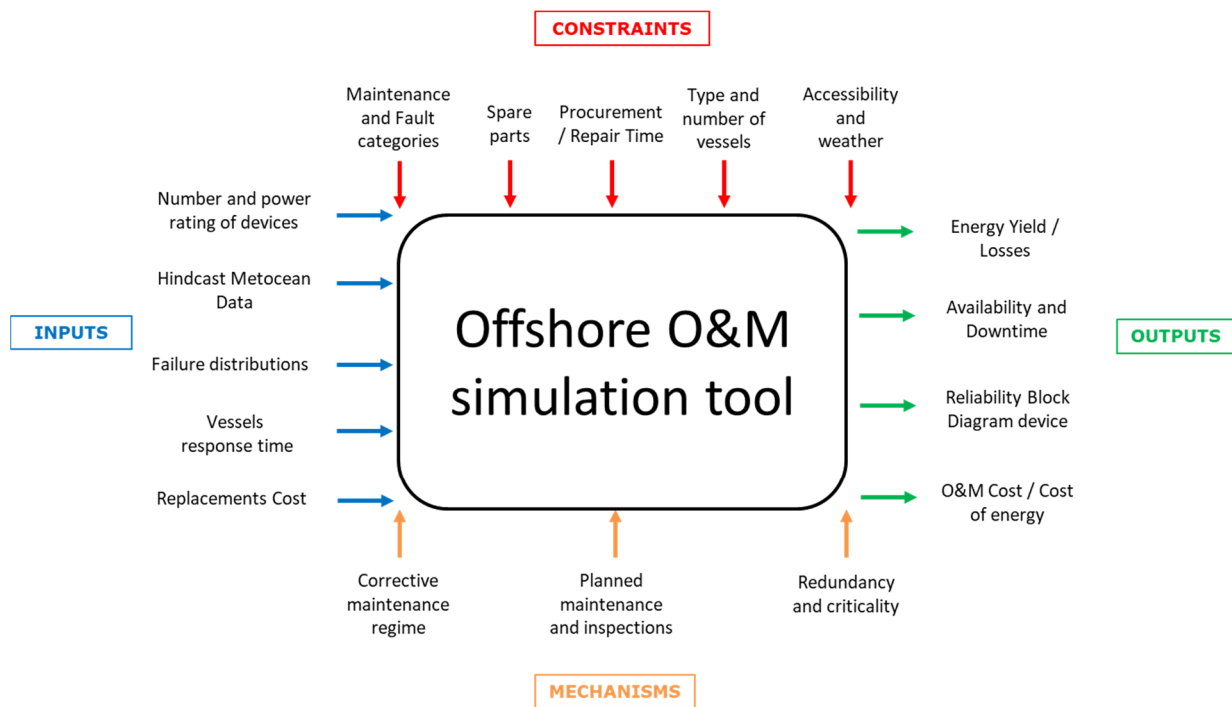 CONSTRAINTS
Maintenance
and Fault
categories
Spare
parts
Procurement
/ Repair Time
Type and
number of
vessels
Accessibility
and
weather
Number and power
rating of devices
Hindcast Metocean
Data
INPUTS
Failure distributions
Vessels
response time
Replacements Cost
Offshore O&M
simulation tool
Energy Yield /
Losses
Availability and
Downtime
OUTPUTS
Reliability Block
Diagram device
O&M Cost / Cost
of energy
Corrective
maintenance
regime
Planned
maintenance
and inspections
Redundancy
and criticality
MECHANISMS